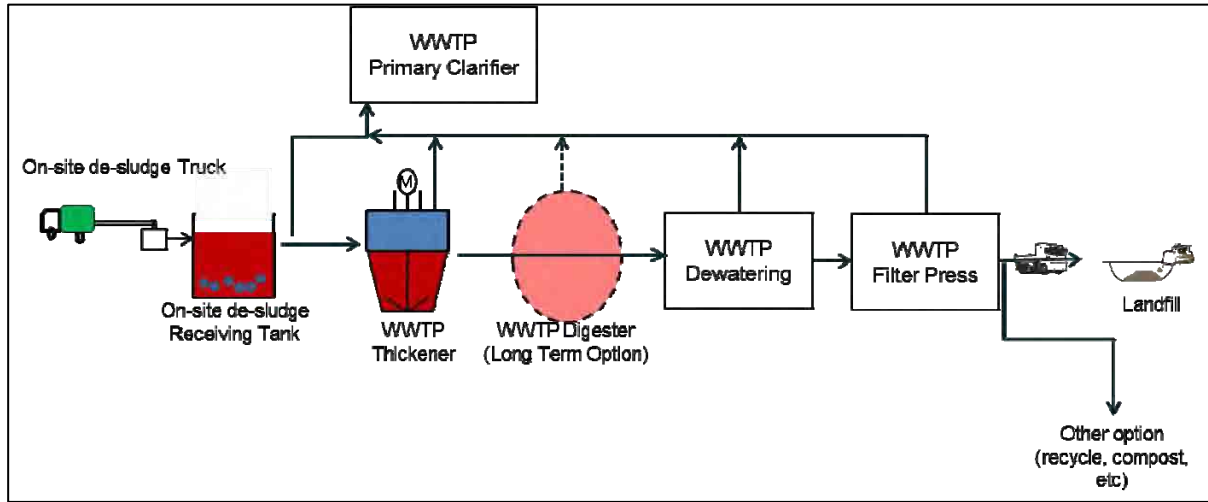 WWTP
Primary Clarifier
On-site de-sludge Truck
M
On-site de-sludge
Receiving Tank
WWTP
Thickener
WWTP Digester
(Long Term Option)
WWTP
Dewatering
WWTP
Filter Press
Landfill
Other option
(recycle, compost,
etc)